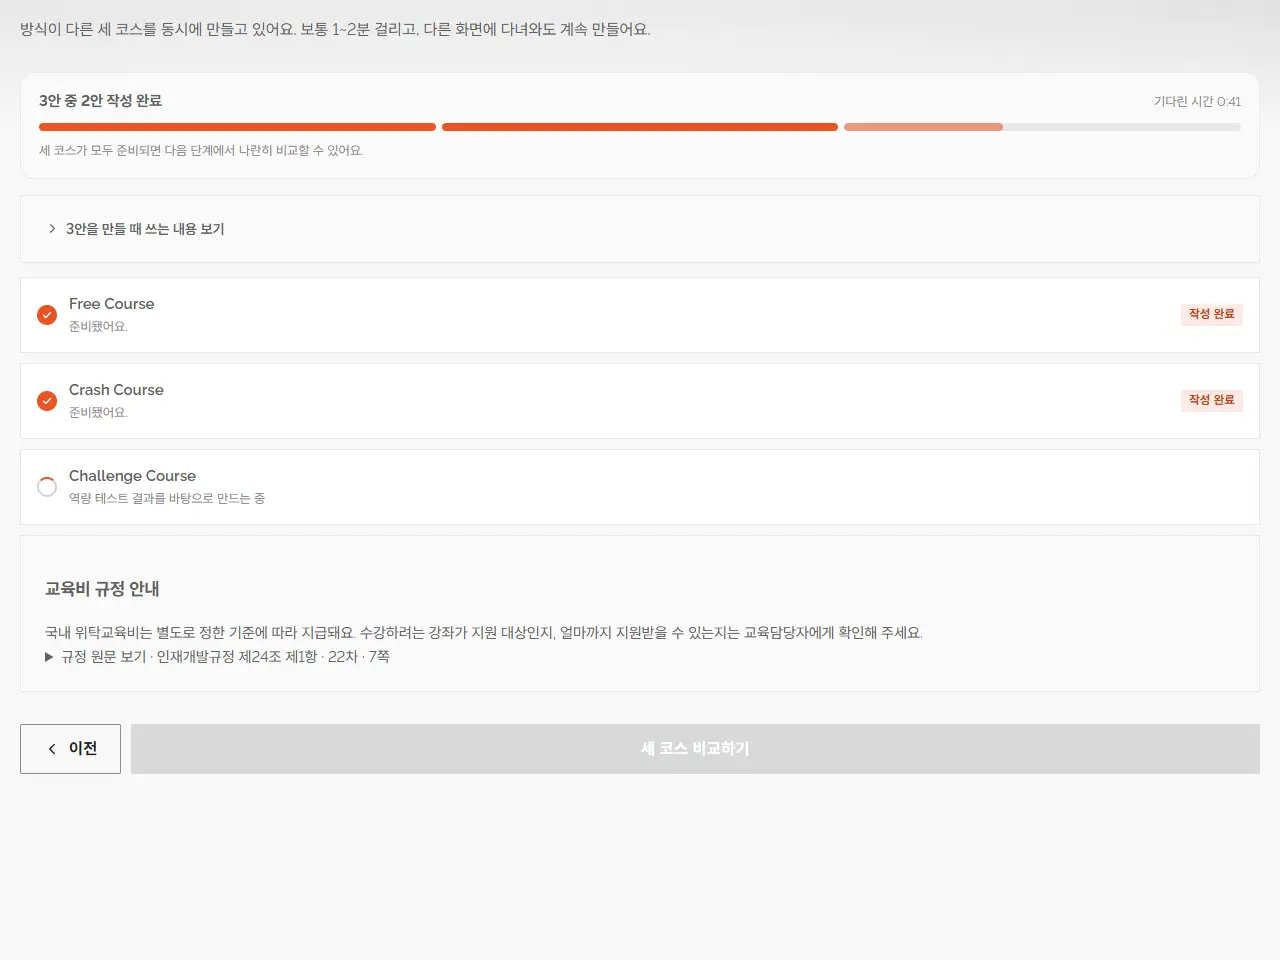 방식이 다른 세 코스를 동시에 만들고 있어요. 보통 1~2분 걸리고, 다른 화면에 다녀와도 계속 만들어요.
3안 중 2안 작성 완료
기다린 시간 0:41
세 코스가 모두 준비되면 다음 단계에서 나란히 비교할 수 있어요.
3안을 만들 때 쓰는 내용 보기
Free Course
준비됐어요.
작성 완료
Crash Course
준비됐어요.
작성 완료
Challenge Course
역량 테스트 결과를 바탕으로 만드는 중
교육비 규정 안내
국내 위탁교육비는 별도로 정한 기준에 따라 지급돼요. 수강하려는 강좌가 지원 대상인지, 얼마까지 지원받을 수 있는지는 교육담당자에게 확인해 주세요.
규정 원문 보기 · 인재개발규정 제24조 제1항 · 22차 · 7쪽
이전
세 코스 비교하기